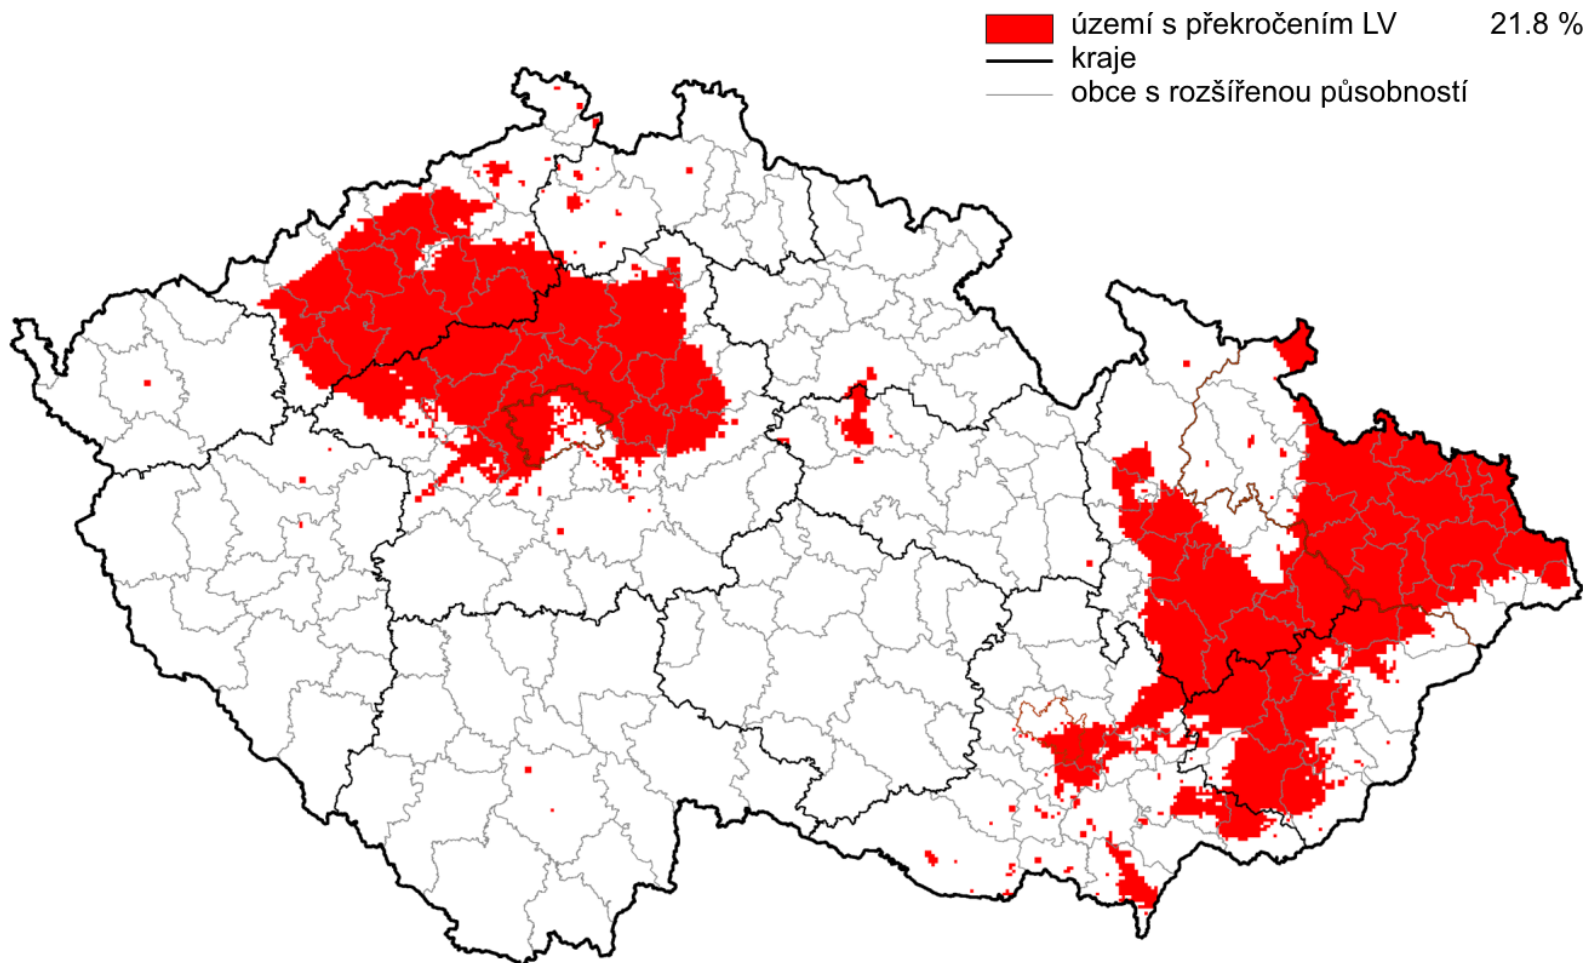 území s překročením LV 21.8 %
kraje
obce s rozšířenou působností